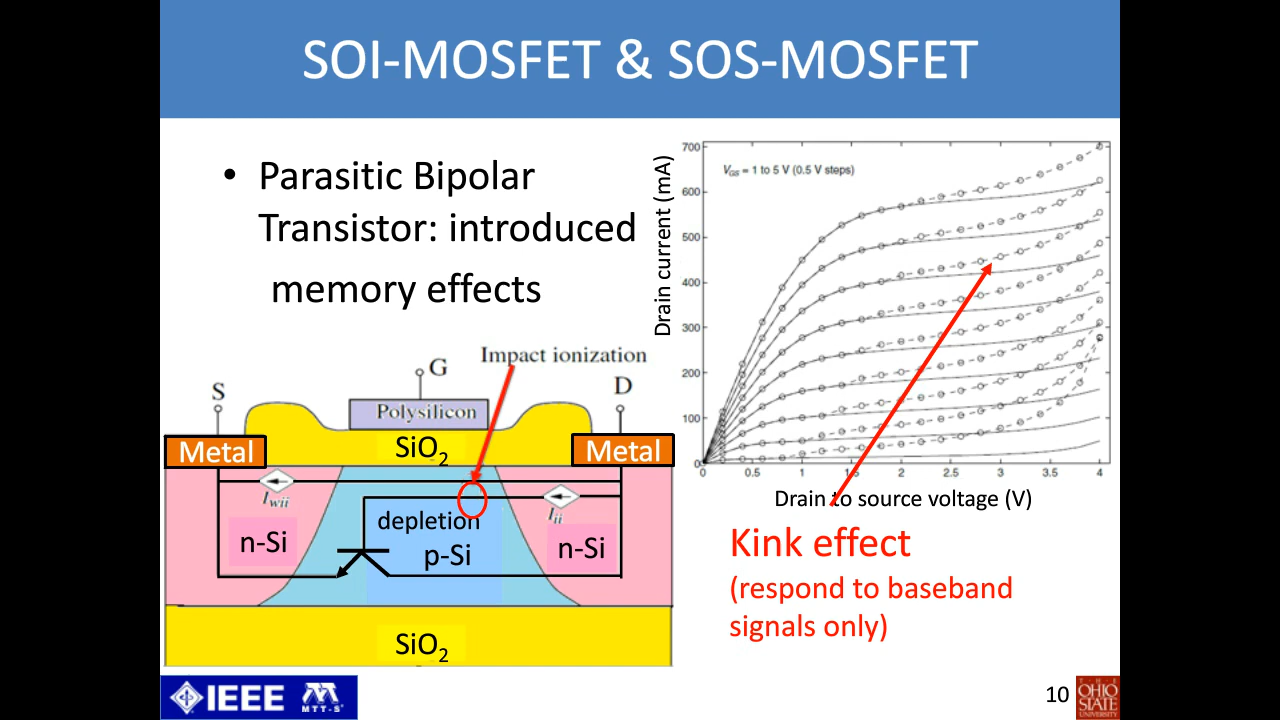 SOI-MOSFET & SOS-MOSFET
• Parasitic Bipolar
Transistor: introduced
memory effects
Impact ionization
S
G
D
Polysilicon
Metal
SiO2
Metal
Iwii
Iii
depletion
n-Si
p-Si
n-Si
SiO2
Drain current (mA)
VGS = 1 to 5 V (0.5 V steps)
700
600
500
400
300
200
100
0
0 0.5 1 1.5 2 2.5 3 3.5 4
Drain to source voltage (V)
Kink effect
(respond to baseband
signals only)
IEEE MTT-S
10
THE
OHIO
STATE
UNIVERSITY